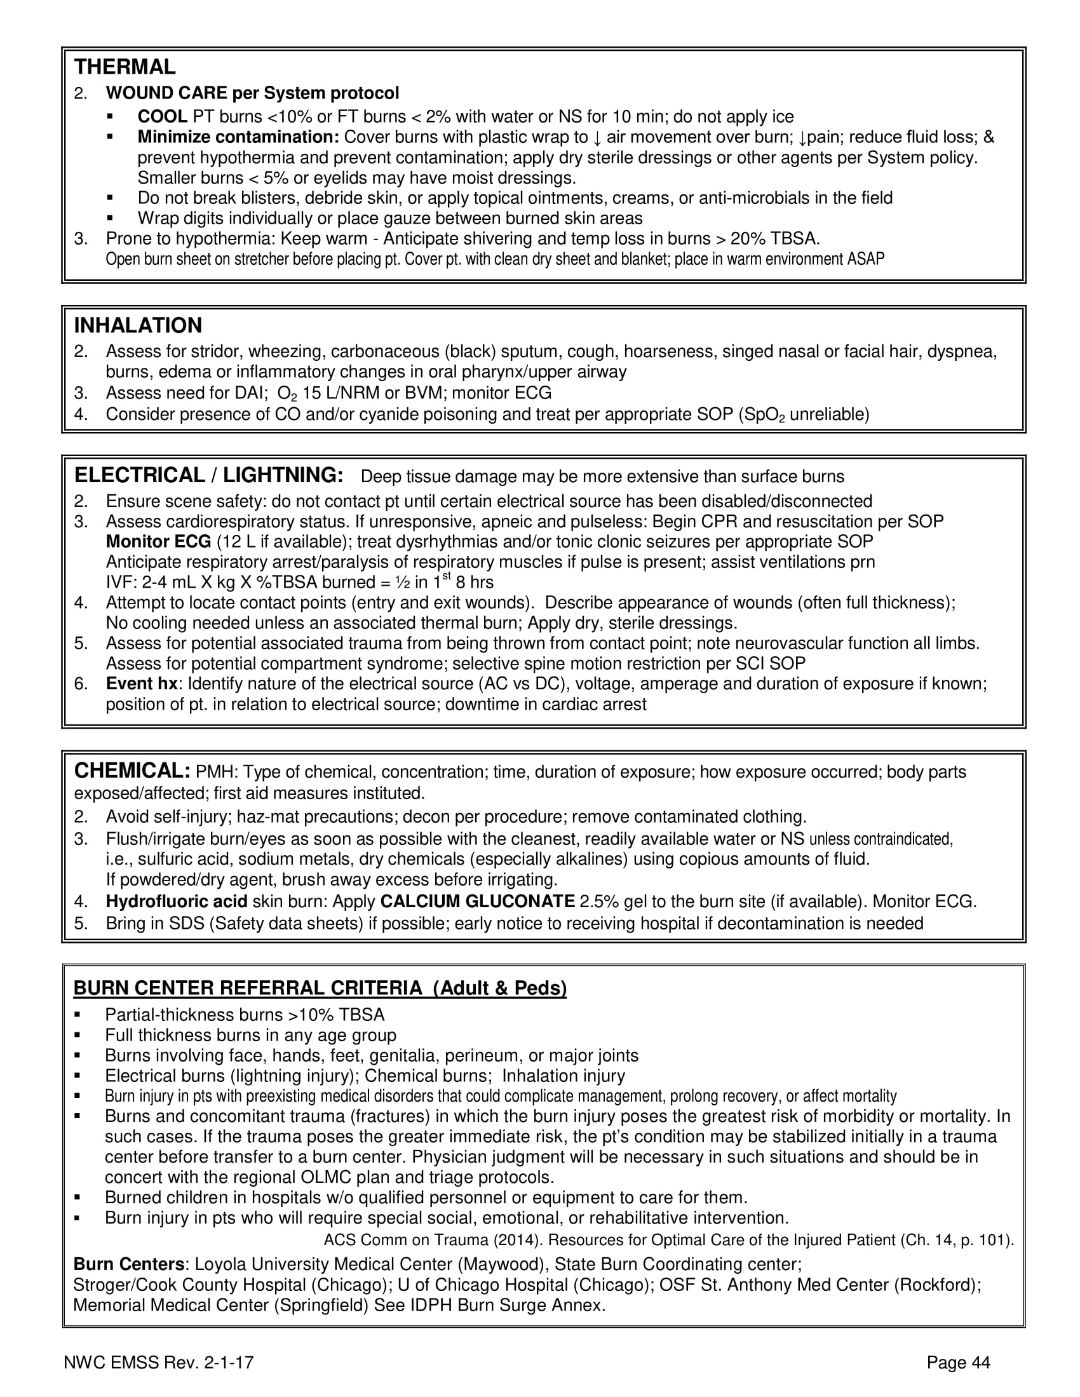 THERMAL
2. WOUND CARE per System protocol
▪ COOL PT burns <10% or FT burns < 2% with water or NS for 10 min; do not apply ice
▪ Minimize contamination: Cover burns with plastic wrap to ↓ air movement over burn; ↓pain; reduce fluid loss; &
prevent hypothermia and prevent contamination; apply dry sterile dressings or other agents per System policy.
Smaller burns < 5% or eyelids may have moist dressings.
▪ Do not break blisters, debride skin, or apply topical ointments, creams, or anti-microbials in the field
▪ Wrap digits individually or place gauze between burned skin areas
3. Prone to hypothermia: Keep warm - Anticipate shivering and temp loss in burns > 20% TBSA.
Open burn sheet on stretcher before placing pt. Cover pt. with clean dry sheet and blanket; place in warm environment ASAP
INHALATION
2. Assess for stridor, wheezing, carbonaceous (black) sputum, cough, hoarseness, singed nasal or facial hair, dyspnea,
burns, edema or inflammatory changes in oral pharynx/upper airway
3. Assess need for DAI; O₂ 15 L/NRM or BVM; monitor ECG
4. Consider presence of CO and/or cyanide poisoning and treat per appropriate SOP (SpO₂ unreliable)
ELECTRICAL / LIGHTNING: Deep tissue damage may be more extensive than surface burns
2. Ensure scene safety: do not contact pt until certain electrical source has been disabled/disconnected
3. Assess cardiorespiratory status. If unresponsive, apneic and pulseless: Begin CPR and resuscitation per SOP
Monitor ECG (12 L if available); treat dysrhythmias and/or tonic clonic seizures per appropriate SOP
Anticipate respiratory arrest/paralysis of respiratory muscles if pulse is present; assist ventilations prn
IVF: 2-4 mL X kg X %TBSA burned = ½ in 1st 8 hrs
4. Attempt to locate contact points (entry and exit wounds). Describe appearance of wounds (often full thickness);
No cooling needed unless an associated thermal burn; Apply dry, sterile dressings.
5. Assess for potential associated trauma from being thrown from contact point; note neurovascular function all limbs.
Assess for potential compartment syndrome; selective spine motion restriction per SCI SOP
6. Event hx: Identify nature of the electrical source (AC vs DC), voltage, amperage and duration of exposure if known;
position of pt. in relation to electrical source; downtime in cardiac arrest
CHEMICAL: PMH: Type of chemical, concentration; time, duration of exposure; how exposure occurred; body parts
exposed/affected; first aid measures instituted.
2. Avoid self-injury; haz-mat precautions; decon per procedure; remove contaminated clothing.
3. Flush/irrigate burn/eyes as soon as possible with the cleanest, readily available water or NS unless contraindicated,
i.e., sulfuric acid, sodium metals, dry chemicals (especially alkalines) using copious amounts of fluid.
If powdered/dry agent, brush away excess before irrigating.
4. Hydrofluoric acid skin burn: Apply CALCIUM GLUCONATE 2.5% gel to the burn site (if available). Monitor ECG.
5. Bring in SDS (Safety data sheets) if possible; early notice to receiving hospital if decontamination is needed
BURN CENTER REFERRAL CRITERIA (Adult & Peds)
▪ Partial-thickness burns >10% TBSA
▪ Full thickness burns in any age group
▪ Burns involving face, hands, feet, genitalia, perineum, or major joints
▪ Electrical burns (lightning injury); Chemical burns; Inhalation injury
▪ Burn injury in pts with preexisting medical disorders that could complicate management, prolong recovery, or affect mortality
▪ Burns and concomitant trauma (fractures) in which the burn injury poses the greatest risk of morbidity or mortality. In
such cases. If the trauma poses the greater immediate risk, the pt's condition may be stabilized initially in a trauma
center before transfer to a burn center. Physician judgment will be necessary in such situations and should be in
concert with the regional OLMC plan and triage protocols.
▪ Burned children in hospitals w/o qualified personnel or equipment to care for them.
▪ Burn injury in pts who will require special social, emotional, or rehabilitative intervention.
ACS Comm on Trauma (2014). Resources for Optimal Care of the Injured Patient (Ch. 14, p. 101).
Burn Centers: Loyola University Medical Center (Maywood), State Burn Coordinating center;
Stroger/Cook County Hospital (Chicago); U of Chicago Hospital (Chicago); OSF St. Anthony Med Center (Rockford);
Memorial Medical Center (Springfield) See IDPH Burn Surge Annex.
NWC EMSS Rev. 2-1-17 Page 44